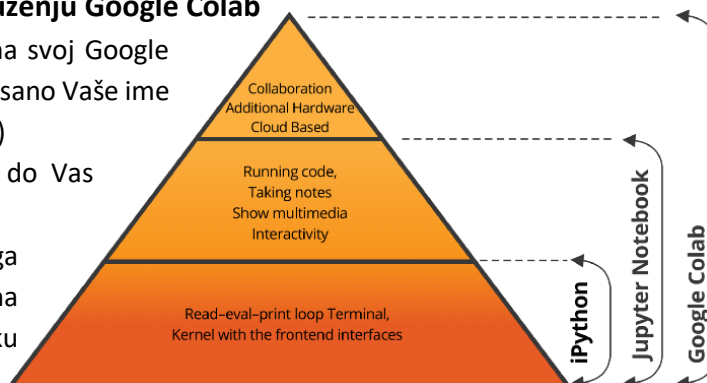 uženju Google Colab
na svoj Google
sano Vaše ime
)
do Vas
ga
na
ku
Collaboration
Additional Hardware
Cloud Based
Running code,
Taking notes
Show multimedia
Interactivity
Read–eval–print loop Terminal,
Kernel with the frontend interfaces
iPython
Jupyter Notebook
Google Colab